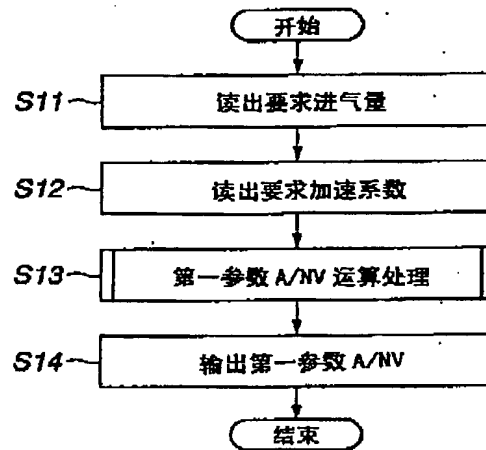 开始
S11 读出要求进气量
S12 读出要求加速系数
S13 第一参数 A/NV 运算处理
S14 输出第一参数 A/NV
结束